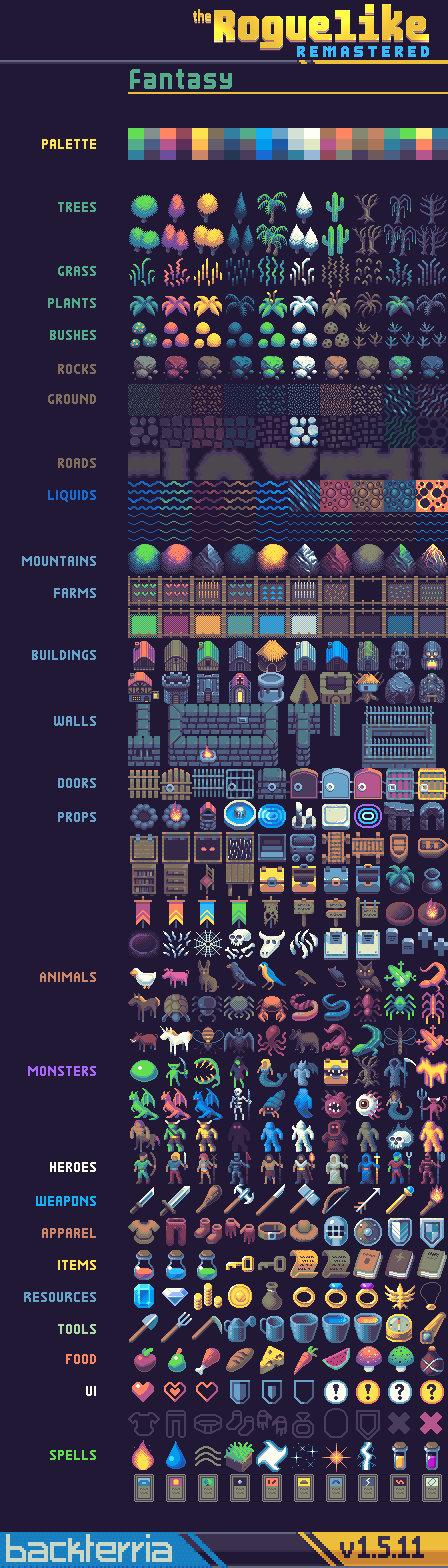 the Roguelike
REMASTERED
Fantasy
PALETTE
TREES
GRASS
PLANTS
BUSHES
ROCKS
GROUND
ROADS
LIQUIDS
MOUNTAINS
FARMS
BUILDINGS
WALLS
DOORS
PROPS
ANIMALS
MONSTERS
HEROES
WEAPONS
APPAREL
ITEMS
RESOURCES
TOOLS
FOOD
UI
! ! ? ?
SPELLS
backterria v1.5.11